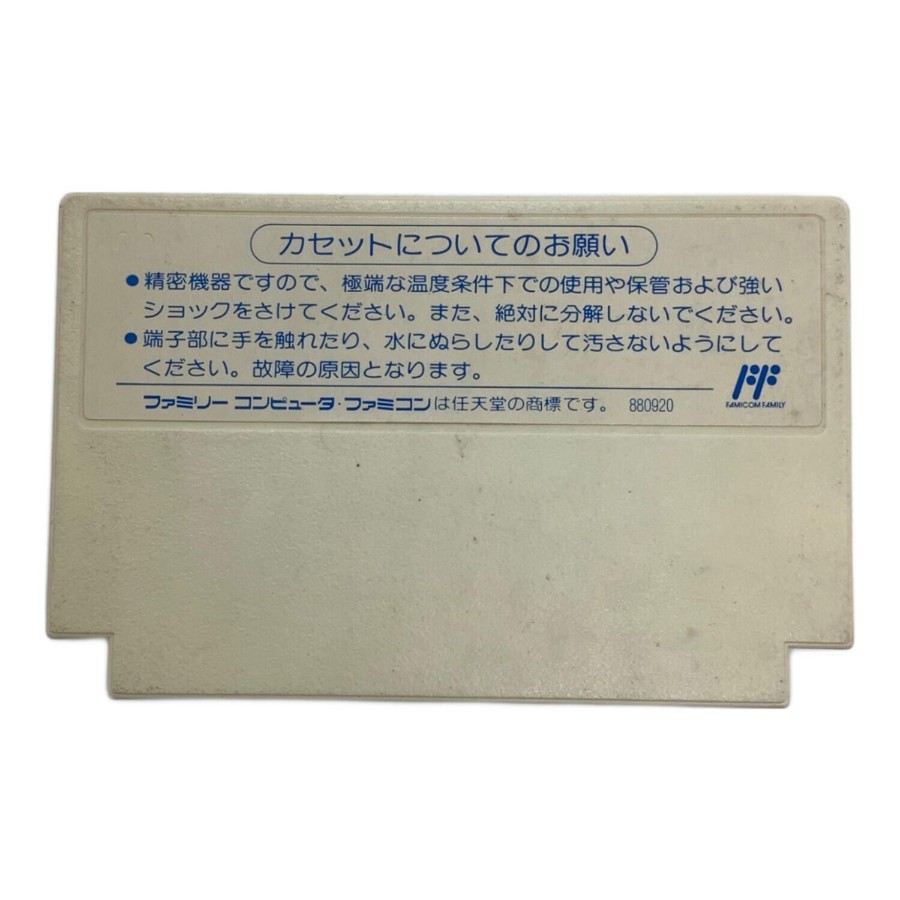 カセットについてのお願い
●精密機器ですので、極端な温度条件下での使用や保管および強い
ショックをさけてください。また、絶対に分解しないでください。
●端子部に手を触れたり、水にぬらしたりして汚さないようにして
ください。故障の原因となります。
ファミリー コンピュータ・ファミコンは任天堂の商標です。 880920
FAMICOM FAMILY